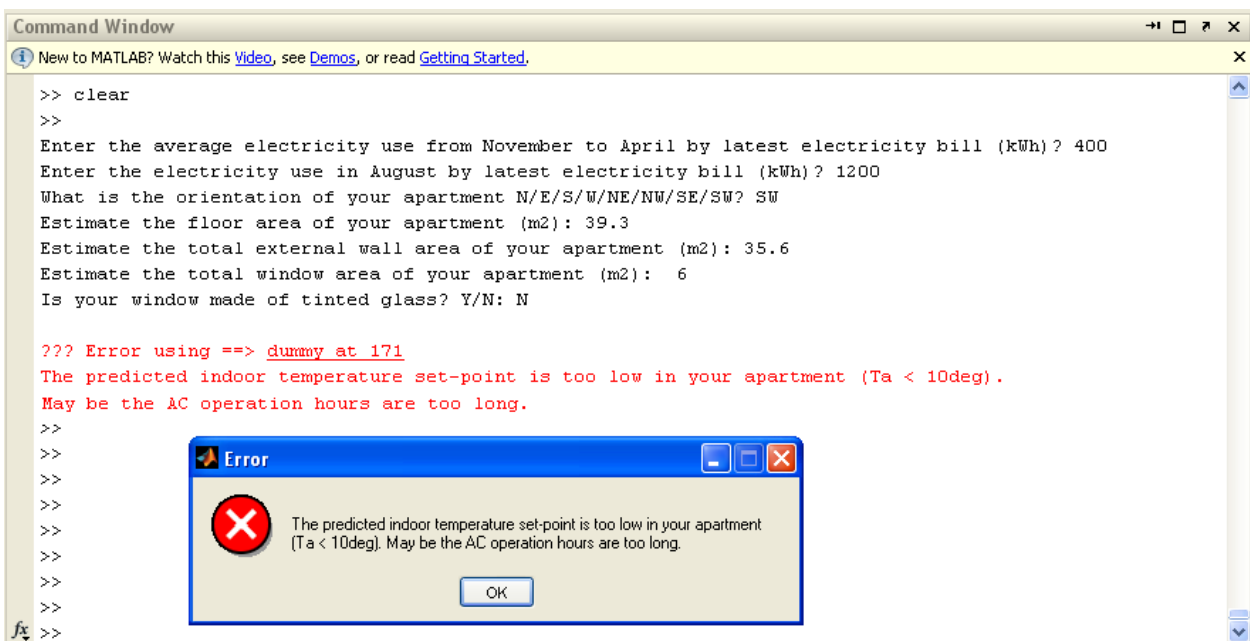 Command Window
New to MATLAB? Watch this Video, see Demos, or read Getting Started.
>> clear
>>
Enter the average electricity use from November to April by latest electricity bill (kWh)? 400
Enter the electricity use in August by latest electricity bill (kWh)? 1200
What is the orientation of your apartment N/E/S/W/NE/NW/SE/SW? SW
Estimate the floor area of your apartment (m2): 39.3
Estimate the total external wall area of your apartment (m2): 35.6
Estimate the total window area of your apartment (m2):  6
Is your window made of tinted glass? Y/N: N
??? Error using ==> dummy at 171
The predicted indoor temperature set-point is too low in your apartment (Ta < 10deg).
May be the AC operation hours are too long.
>>
>>
>>
>>
>>
>>
>>
>>
fx >>
Error
The predicted indoor temperature set-point is too low in your apartment
(Ta < 10deg). May be the AC operation hours are too long.
OK